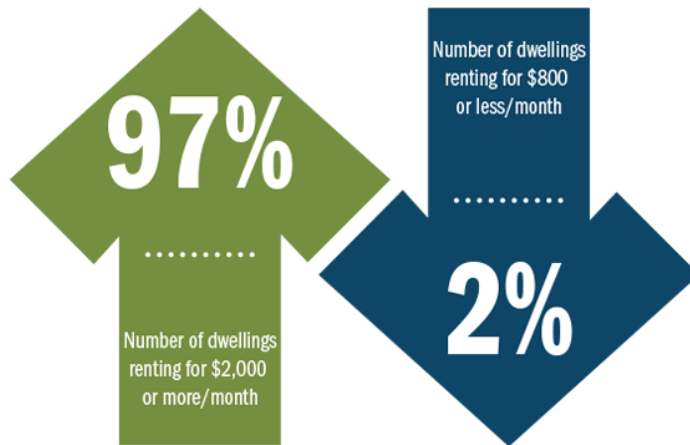 97%
Number of dwellings
renting for $2,000
or more/month
Number of dwellings
renting for $800
or less/month
2%